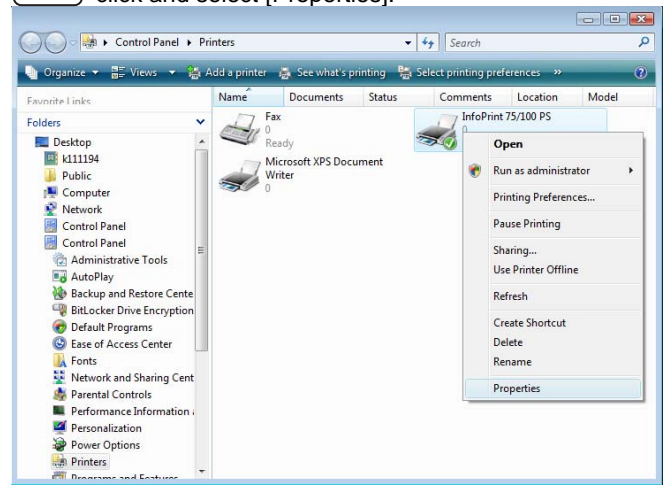 click and select [Properties].
Control Panel ▸ Printers
Search
Organize Views Add a printer See what's printing Select printing preferences »
Favorite Links
Name Documents Status Comments Location Model
Folders
Desktop
k111194
Public
Computer
Network
Control Panel
Control Panel
Administrative Tools
AutoPlay
Backup and Restore Cente
BitLocker Drive Encryption
Default Programs
Ease of Access Center
Fonts
Network and Sharing Cent
Parental Controls
Performance Information
Personalization
Power Options
Printers
Programs and Features
Fax
0
Ready
Microsoft XPS Document
Writer
0
InfoPrint 75/100 PS
0
Open
Run as administrator
Printing Preferences...
Pause Printing
Sharing...
Use Printer Offline
Refresh
Create Shortcut
Delete
Rename
Properties